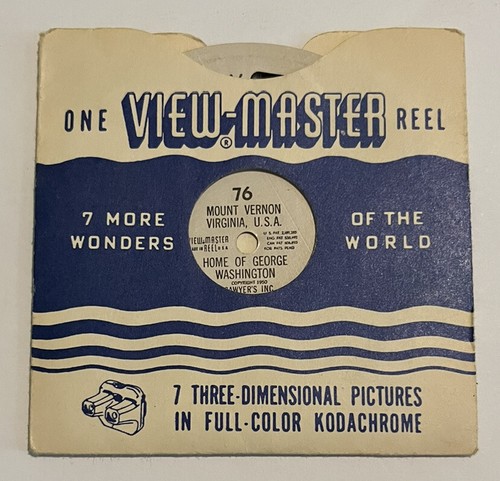 ONE VIEW-MASTER® REEL
7 MORE WONDERS
OF THE WORLD
76
MOUNT VERNON
VIRGINIA, U.S.A.
VIEW-MASTER
REEL
HOME OF GEORGE
WASHINGTON
COPYRIGHT 1950
SAWYER'S INC.
7 THREE-DIMENSIONAL PICTURES
IN FULL-COLOR KODACHROME